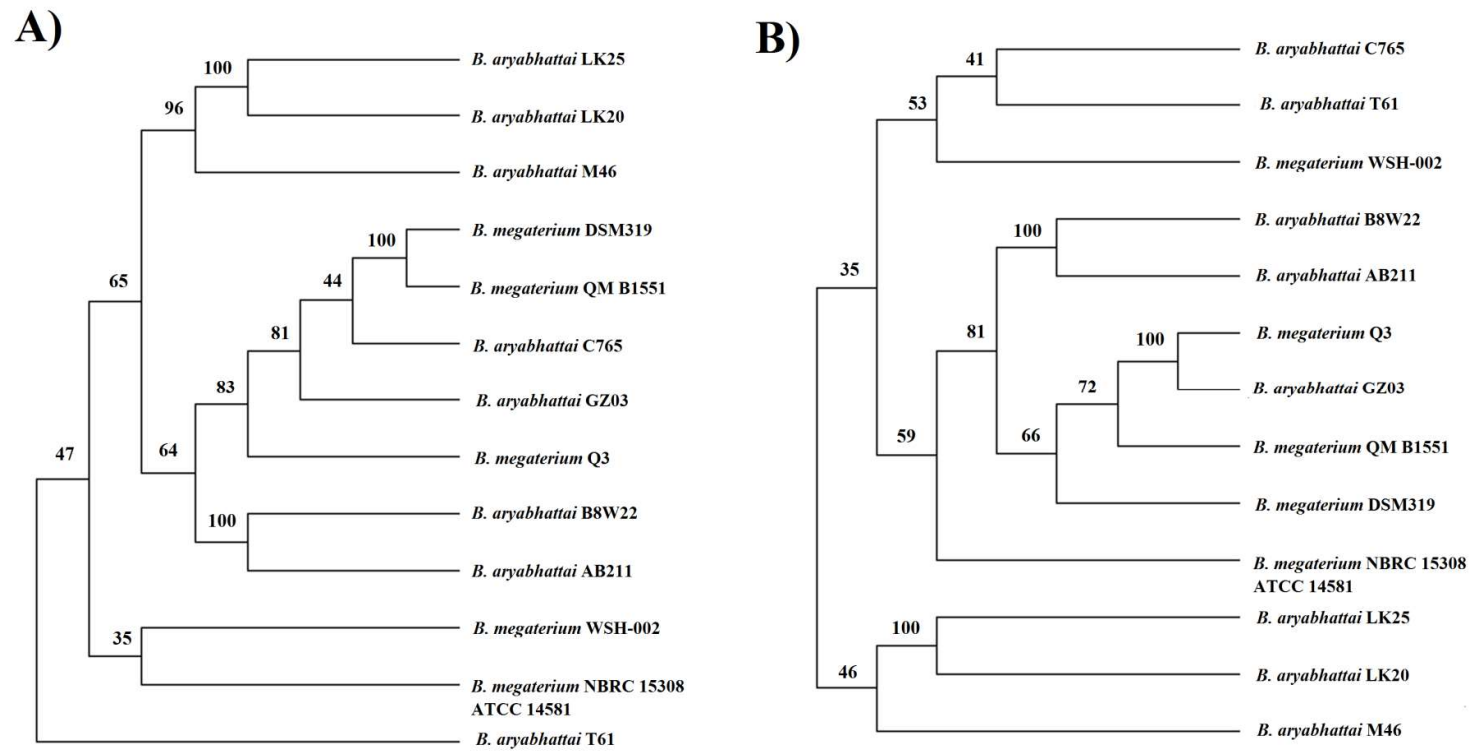 A)
100
B. aryabhattai LK25
96
B. aryabhattai LK20
B. aryabhattai M46
65
100
B. megaterium DSM319
44
B. megaterium QM B1551
81
B. aryabhattai C765
83
B. aryabhattai GZ03
47
64
B. megaterium Q3
100
B. aryabhattai B8W22
B. aryabhattai AB211
35
B. megaterium WSH-002
B. megaterium NBRC 15308
ATCC 14581
B. aryabhattai T61
B)
41
B. aryabhattai C765
53
B. aryabhattai T61
B. megaterium WSH-002
35
100
B. aryabhattai B8W22
B. aryabhattai AB211
81
100
B. megaterium Q3
72
B. aryabhattai GZ03
59
66
B. megaterium QM B1551
B. megaterium DSM319
B. megaterium NBRC 15308
ATCC 14581
100
B. aryabhattai LK25
46
B. aryabhattai LK20
B. aryabhattai M46